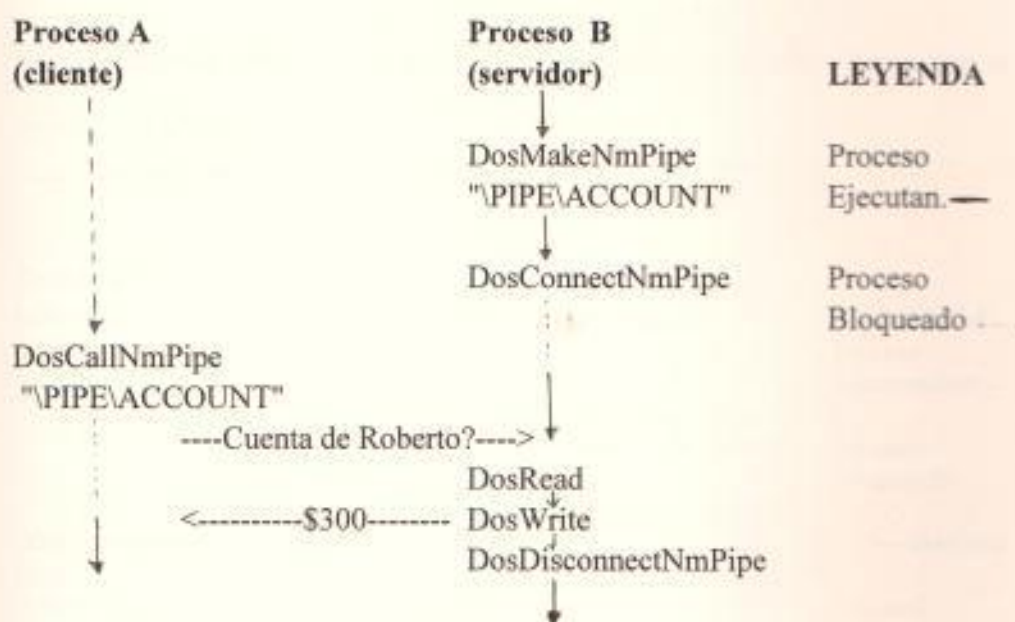 Proceso A
(cliente)
Proceso B
(servidor)
LEYENDA
DosMakeNmPipe
"\PIPE\ACCOUNT"
Proceso
Ejecutan.
DosConnectNmPipe
Proceso
Bloqueado
DosCallNmPipe
"\PIPE\ACCOUNT"
----Cuenta de Roberto?---->
DosRead
<----------$300-------- DosWrite
DosDisconnectNmPipe